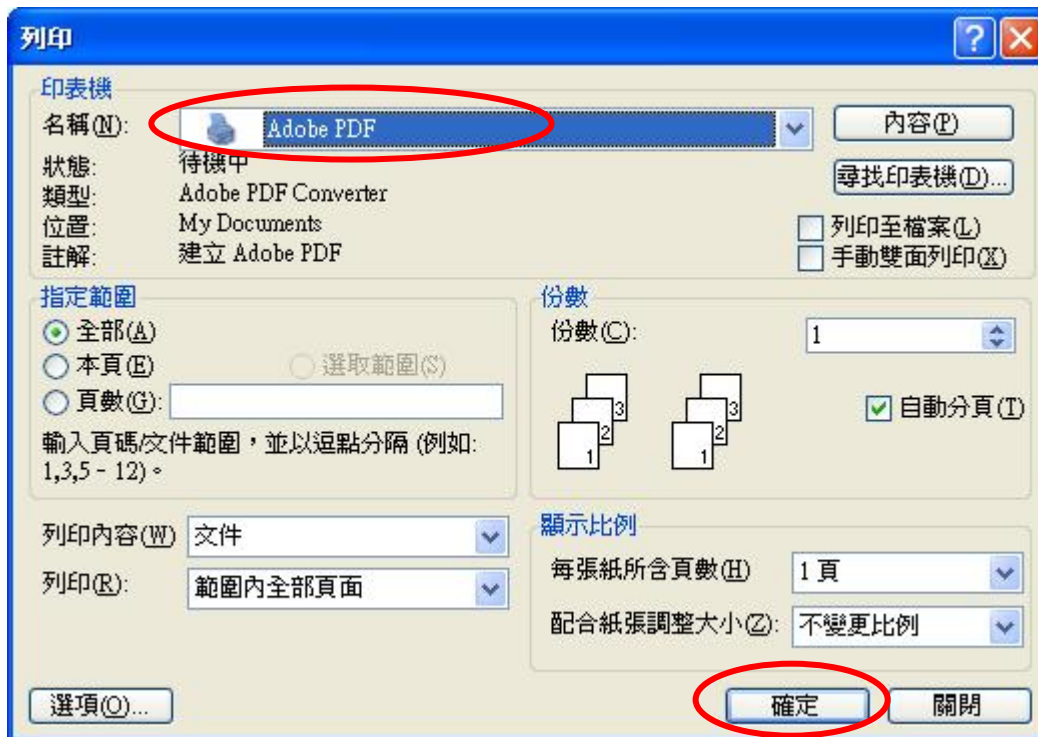 列印
印表機
名稱(N): Adobe PDF 內容(P)
狀態: 待機中
尋找印表機(D)...
類型: Adobe PDF Converter
位置: My Documents
列印至檔案(L)
註解: 建立 Adobe PDF
手動雙面列印(X)
指定範圍
全部(A)
本頁(E) 選取範圍(S)
頁數(G):
輸入頁碼/文件範圍，並以逗點分隔 (例如:
1,3,5 - 12)。
份數
份數(C): 1
1 2 3 1 2 3
自動分頁(T)
列印內容(W) 文件
列印(R): 範圍內全部頁面
顯示比例
每張紙所含頁數(H) 1 頁
配合紙張調整大小(Z): 不變更比例
選項(O)... 確定 關閉